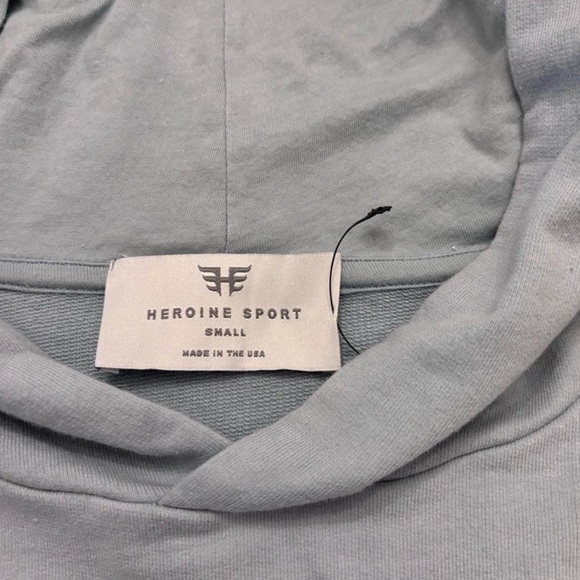 HEROINE SPORT
SMALL
MADE IN THE USA